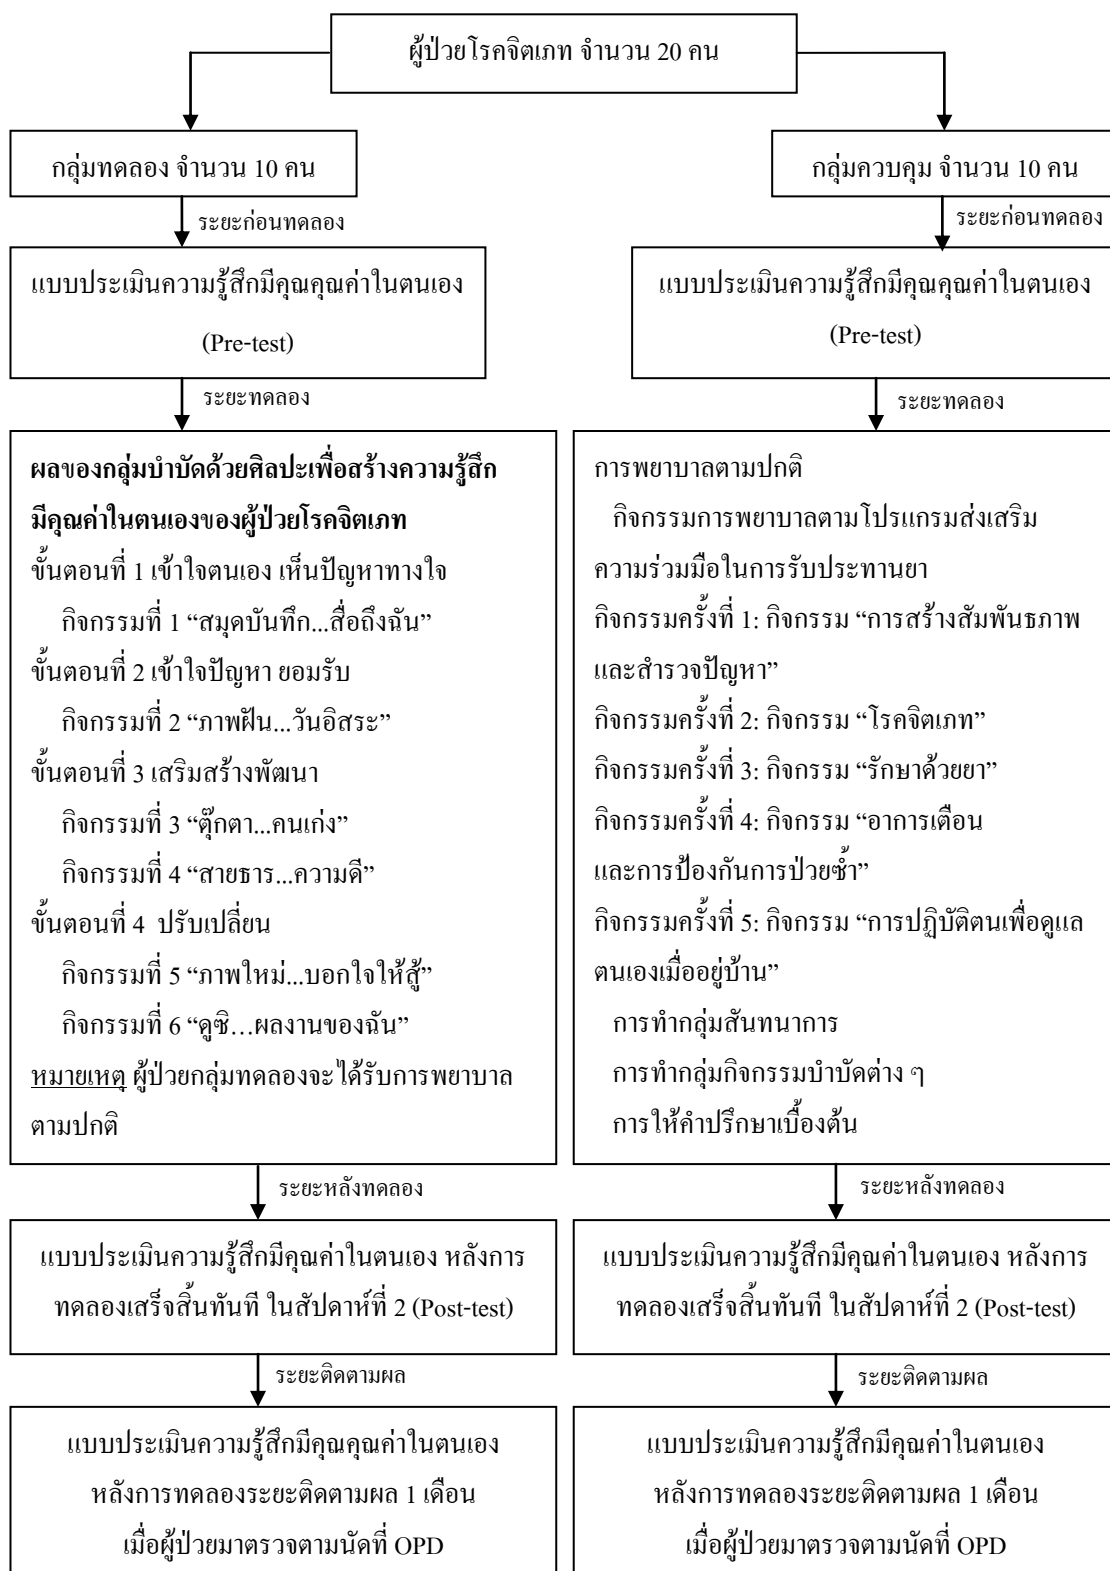 ผู้ป่วยโรคจิตเภท จำนวน 20 คน
กลุ่มทดลอง จำนวน 10 คน
กลุ่มควบคุม จำนวน 10 คน
ระยะก่อนทดลอง
ระยะก่อนทดลอง
แบบประเมินความรู้สึกมีคุณคุณค่าในตนเอง
(Pre-test)
แบบประเมินความรู้สึกมีคุณคุณค่าในตนเอง
(Pre-test)
ระยะทดลอง
ระยะทดลอง
ผลของกลุ่มบำบัดด้วยศิลปะเพื่อสร้างความรู้สึก
มีคุณค่าในตนเองของผู้ป่วยโรคจิตเภท
ขั้นตอนที่ 1 เข้าใจตนเอง เห็นปัญหาทางใจ
กิจกรรมที่ 1 “สมุดบันทึก...สื่อถึงฉัน”
ขั้นตอนที่ 2 เข้าใจปัญหา ยอมรับ
กิจกรรมที่ 2 “ภาพฝัน...วันอิสระ”
ขั้นตอนที่ 3 เสริมสร้างพัฒนา
กิจกรรมที่ 3 “ตุ๊กตา...คนเก่ง”
กิจกรรมที่ 4 “สายธาร...ความดี”
ขั้นตอนที่ 4 ปรับเปลี่ยน
กิจกรรมที่ 5 “ภาพใหม่...บอกใจให้สู้”
กิจกรรมที่ 6 “ดูซิ...ผลงานของฉัน”
หมายเหตุ ผู้ป่วยกลุ่มทดลองจะได้รับการพยาบาล
ตามปกติ
การพยาบาลตามปกติ
กิจกรรมการพยาบาลตามโปรแกรมส่งเสริม
ความร่วมมือในการรับประทานยา
กิจกรรมครั้งที่ 1: กิจกรรม “การสร้างสัมพันธภาพ
และสำรวจปัญหา”
กิจกรรมครั้งที่ 2: กิจกรรม “โรคจิตเภท”
กิจกรรมครั้งที่ 3: กิจกรรม “รักษาด้วยยา”
กิจกรรมครั้งที่ 4: กิจกรรม “อาการเตือน
และการป้องกันการป่วยซ้ำ”
กิจกรรมครั้งที่ 5: กิจกรรม “การปฏิบัติตนเพื่อดูแล
ตนเองเมื่ออยู่บ้าน”
การทำกลุ่มสันทนาการ
การทำกลุ่มกิจกรรมบำบัดต่าง ๆ
การให้คำปรึกษาเบื้องต้น
ระยะหลังทดลอง
ระยะหลังทดลอง
แบบประเมินความรู้สึกมีคุณค่าในตนเอง หลังการ
ทดลองเสร็จสิ้นทันที ในสัปดาห์ที่ 2 (Post-test)
แบบประเมินความรู้สึกมีคุณค่าในตนเอง หลังการ
ทดลองเสร็จสิ้นทันที ในสัปดาห์ที่ 2 (Post-test)
ระยะติดตามผล
ระยะติดตามผล
แบบประเมินความรู้สึกมีคุณคุณค่าในตนเอง
หลังการทดลองระยะติดตามผล 1 เดือน
เมื่อผู้ป่วยมาตรวจตามนัดที่ OPD
แบบประเมินความรู้สึกมีคุณค่าในตนเอง
หลังการทดลองระยะติดตามผล 1 เดือน
เมื่อผู้ป่วยมาตรวจตามนัดที่ OPD